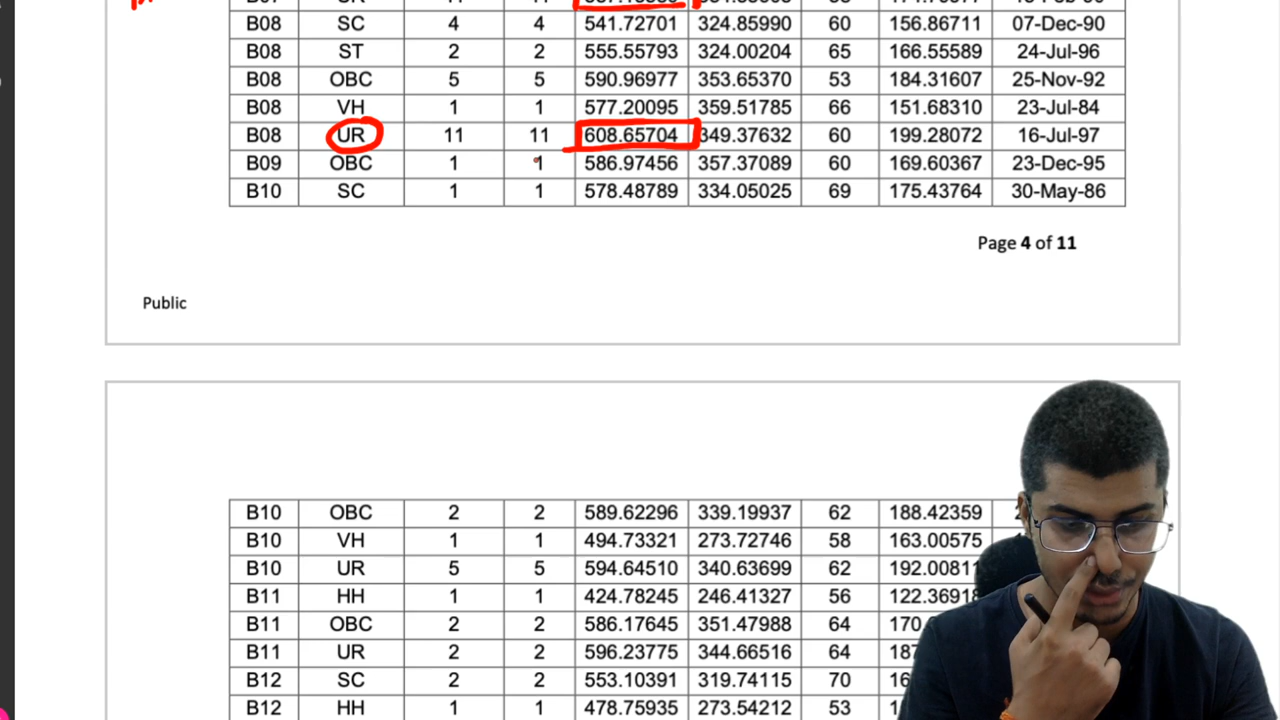 B08 SC 4 4 541.72701 324.85990 60 156.86711 07-Dec-90
B08 ST 2 2 555.55793 324.00204 65 166.55589 24-Jul-96
B08 OBC 5 5 590.96977 353.65370 53 184.31607 25-Nov-92
B08 VH 1 1 577.20095 359.51785 66 151.68310 23-Jul-84
B08 UR 11 11 608.65704 349.37632 60 199.28072 16-Jul-97
B09 OBC 1 1 586.97456 357.37089 60 169.60367 23-Dec-95
B10 SC 1 1 578.48789 334.05025 69 175.43764 30-May-86
Page 4 of 11
Public
B10 OBC 2 2 589.62296 339.19937 62 188.42359
B10 VH 1 1 494.73321 273.72746 58 163.00575
B10 UR 5 5 594.64510 340.63699 62 192.00811
B11 HH 1 1 424.78245 246.41327 56 122.36918
B11 OBC 2 2 586.17645 351.47988 64 170
B11 UR 2 2 596.23775 344.66516 64 187
B12 SC 2 2 553.10391 319.74115 70
B12 HH 1 1 478.75935 273.54212 53